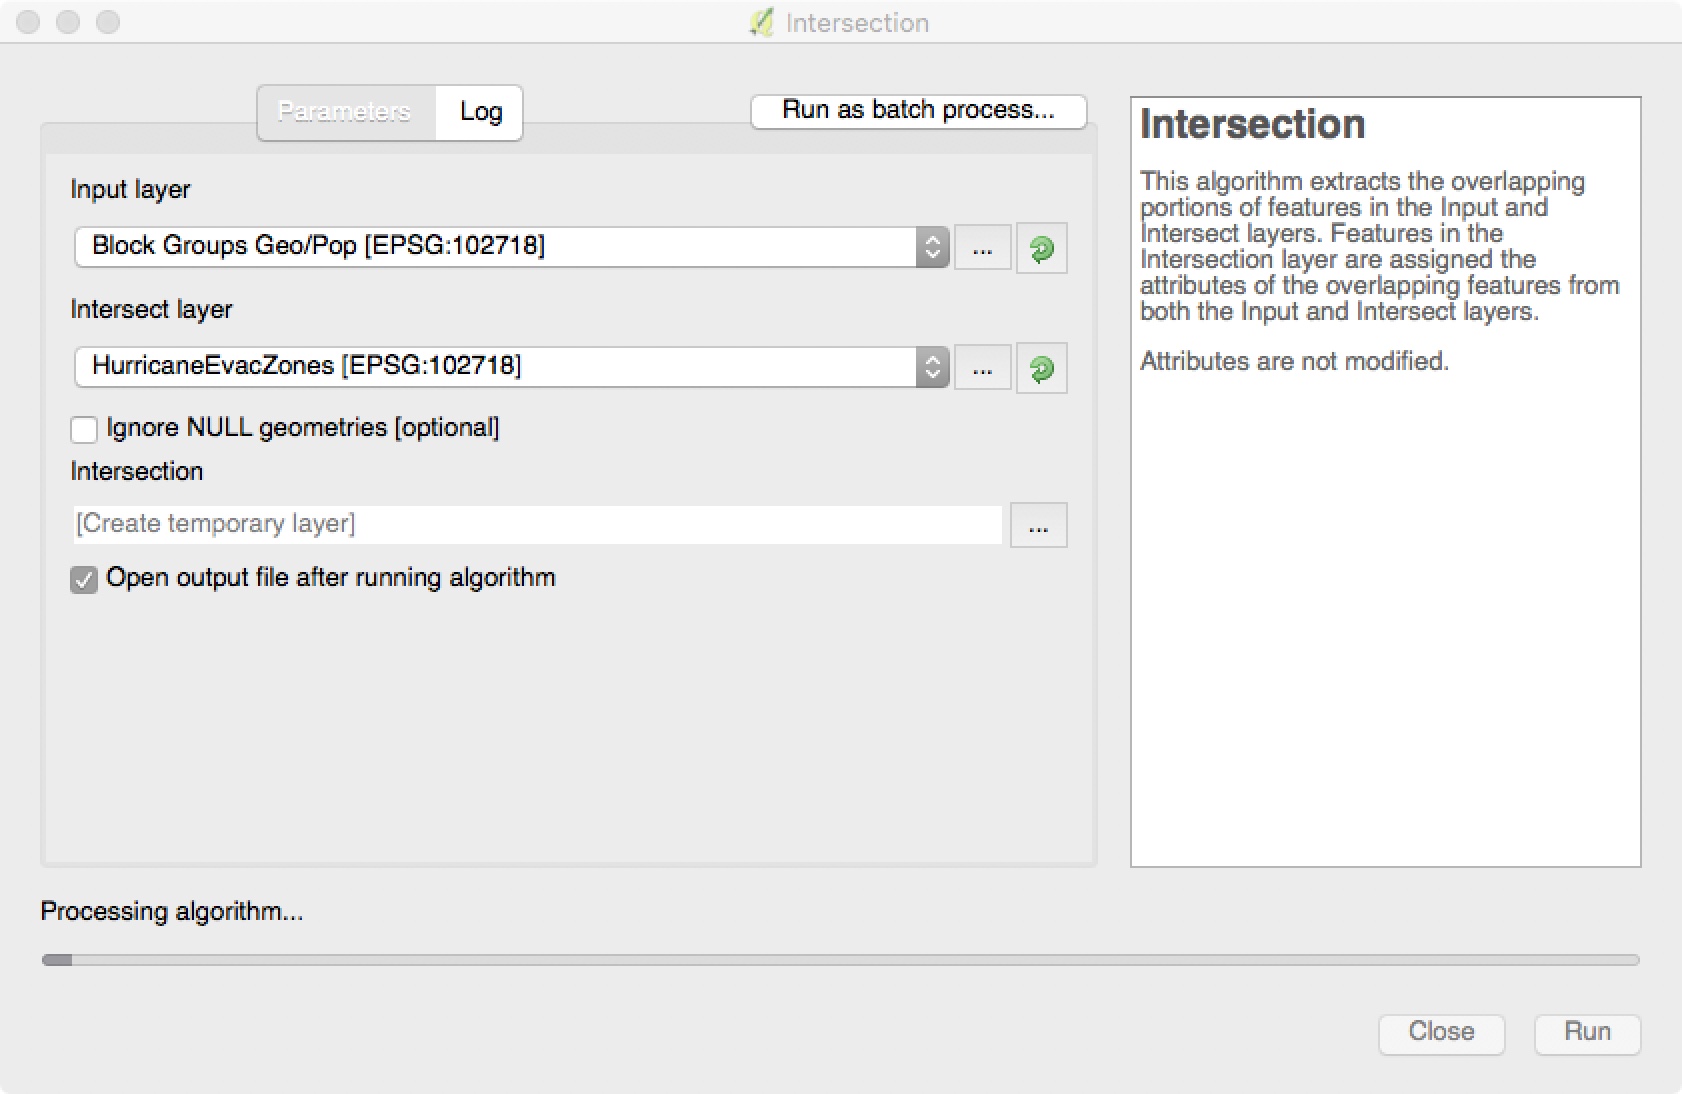 Intersection
Parameters
Log
Run as batch process...
Input layer
Block Groups Geo/Pop [EPSG:102718]
...
Intersect layer
HurricaneEvacZones [EPSG:102718]
...
Ignore NULL geometries [optional]
Intersection
[Create temporary layer]
...
Open output file after running algorithm
Intersection
This algorithm extracts the overlapping
portions of features in the Input and
Intersect layers. Features in the
Intersection layer are assigned the
attributes of the overlapping features from
both the Input and Intersect layers.
Attributes are not modified.
Processing algorithm...
Close
Run